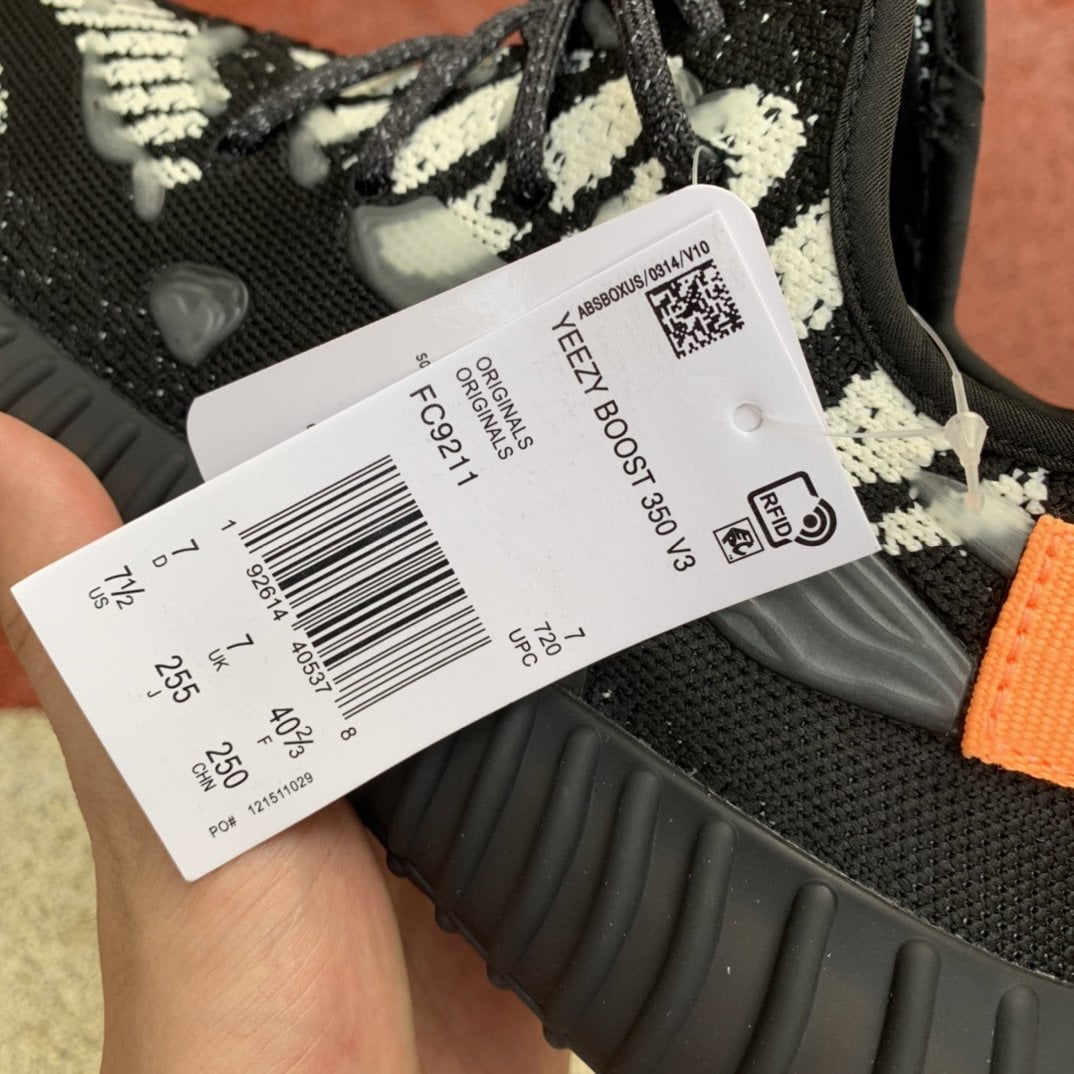 ABSBOXUS/0314/V10
YEEZY BOOST 350 V3
RFID
ORIGINALS
ORIGINALS
FC9211
7
720
UPC
1 92614 40537 8
7 D
7 UK
40⅔ F
7½ US
255 J
250 CHN
PO# 121511029